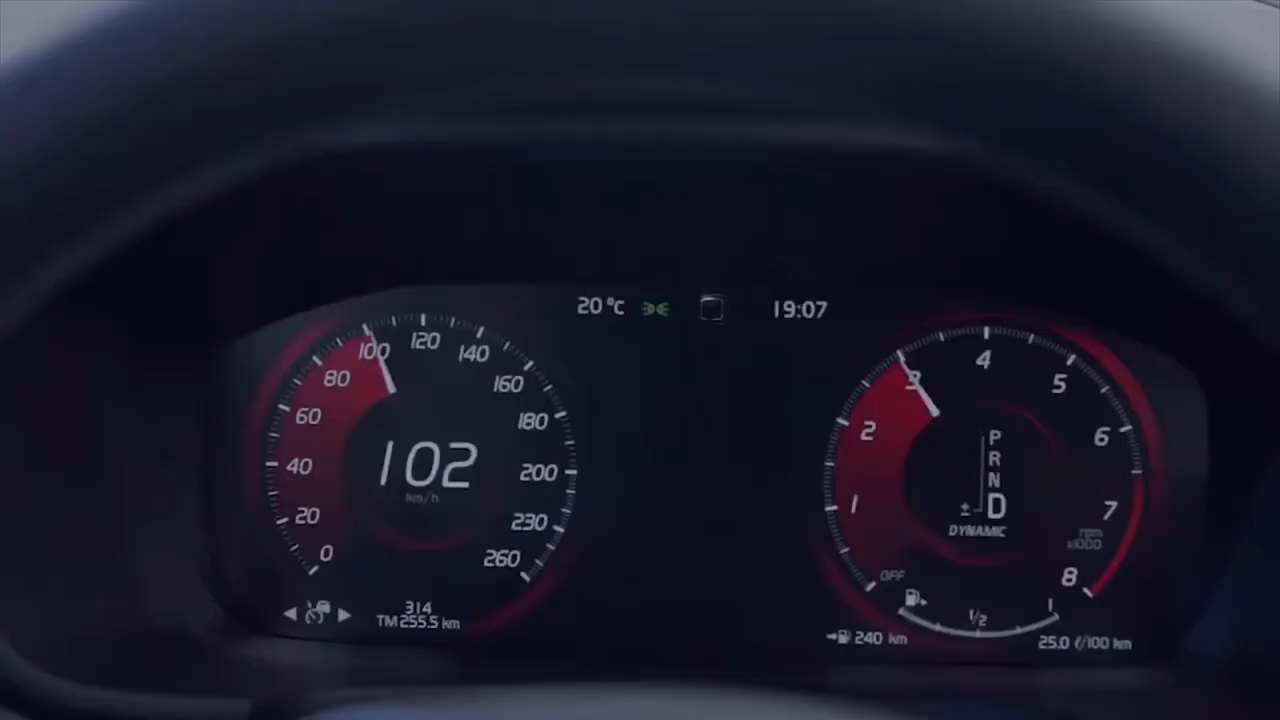 20°C 19:07
0
20
40
60
80
100
120
140
160
180
200
230
260
102
km/h
314
TM 255.5 km
OFF
1
2
3
4
5
6
7
8
rpm
x1000
P
R
N
± D
DYNAMIC
1/2 1
240 km
25.0 ℓ/100 km